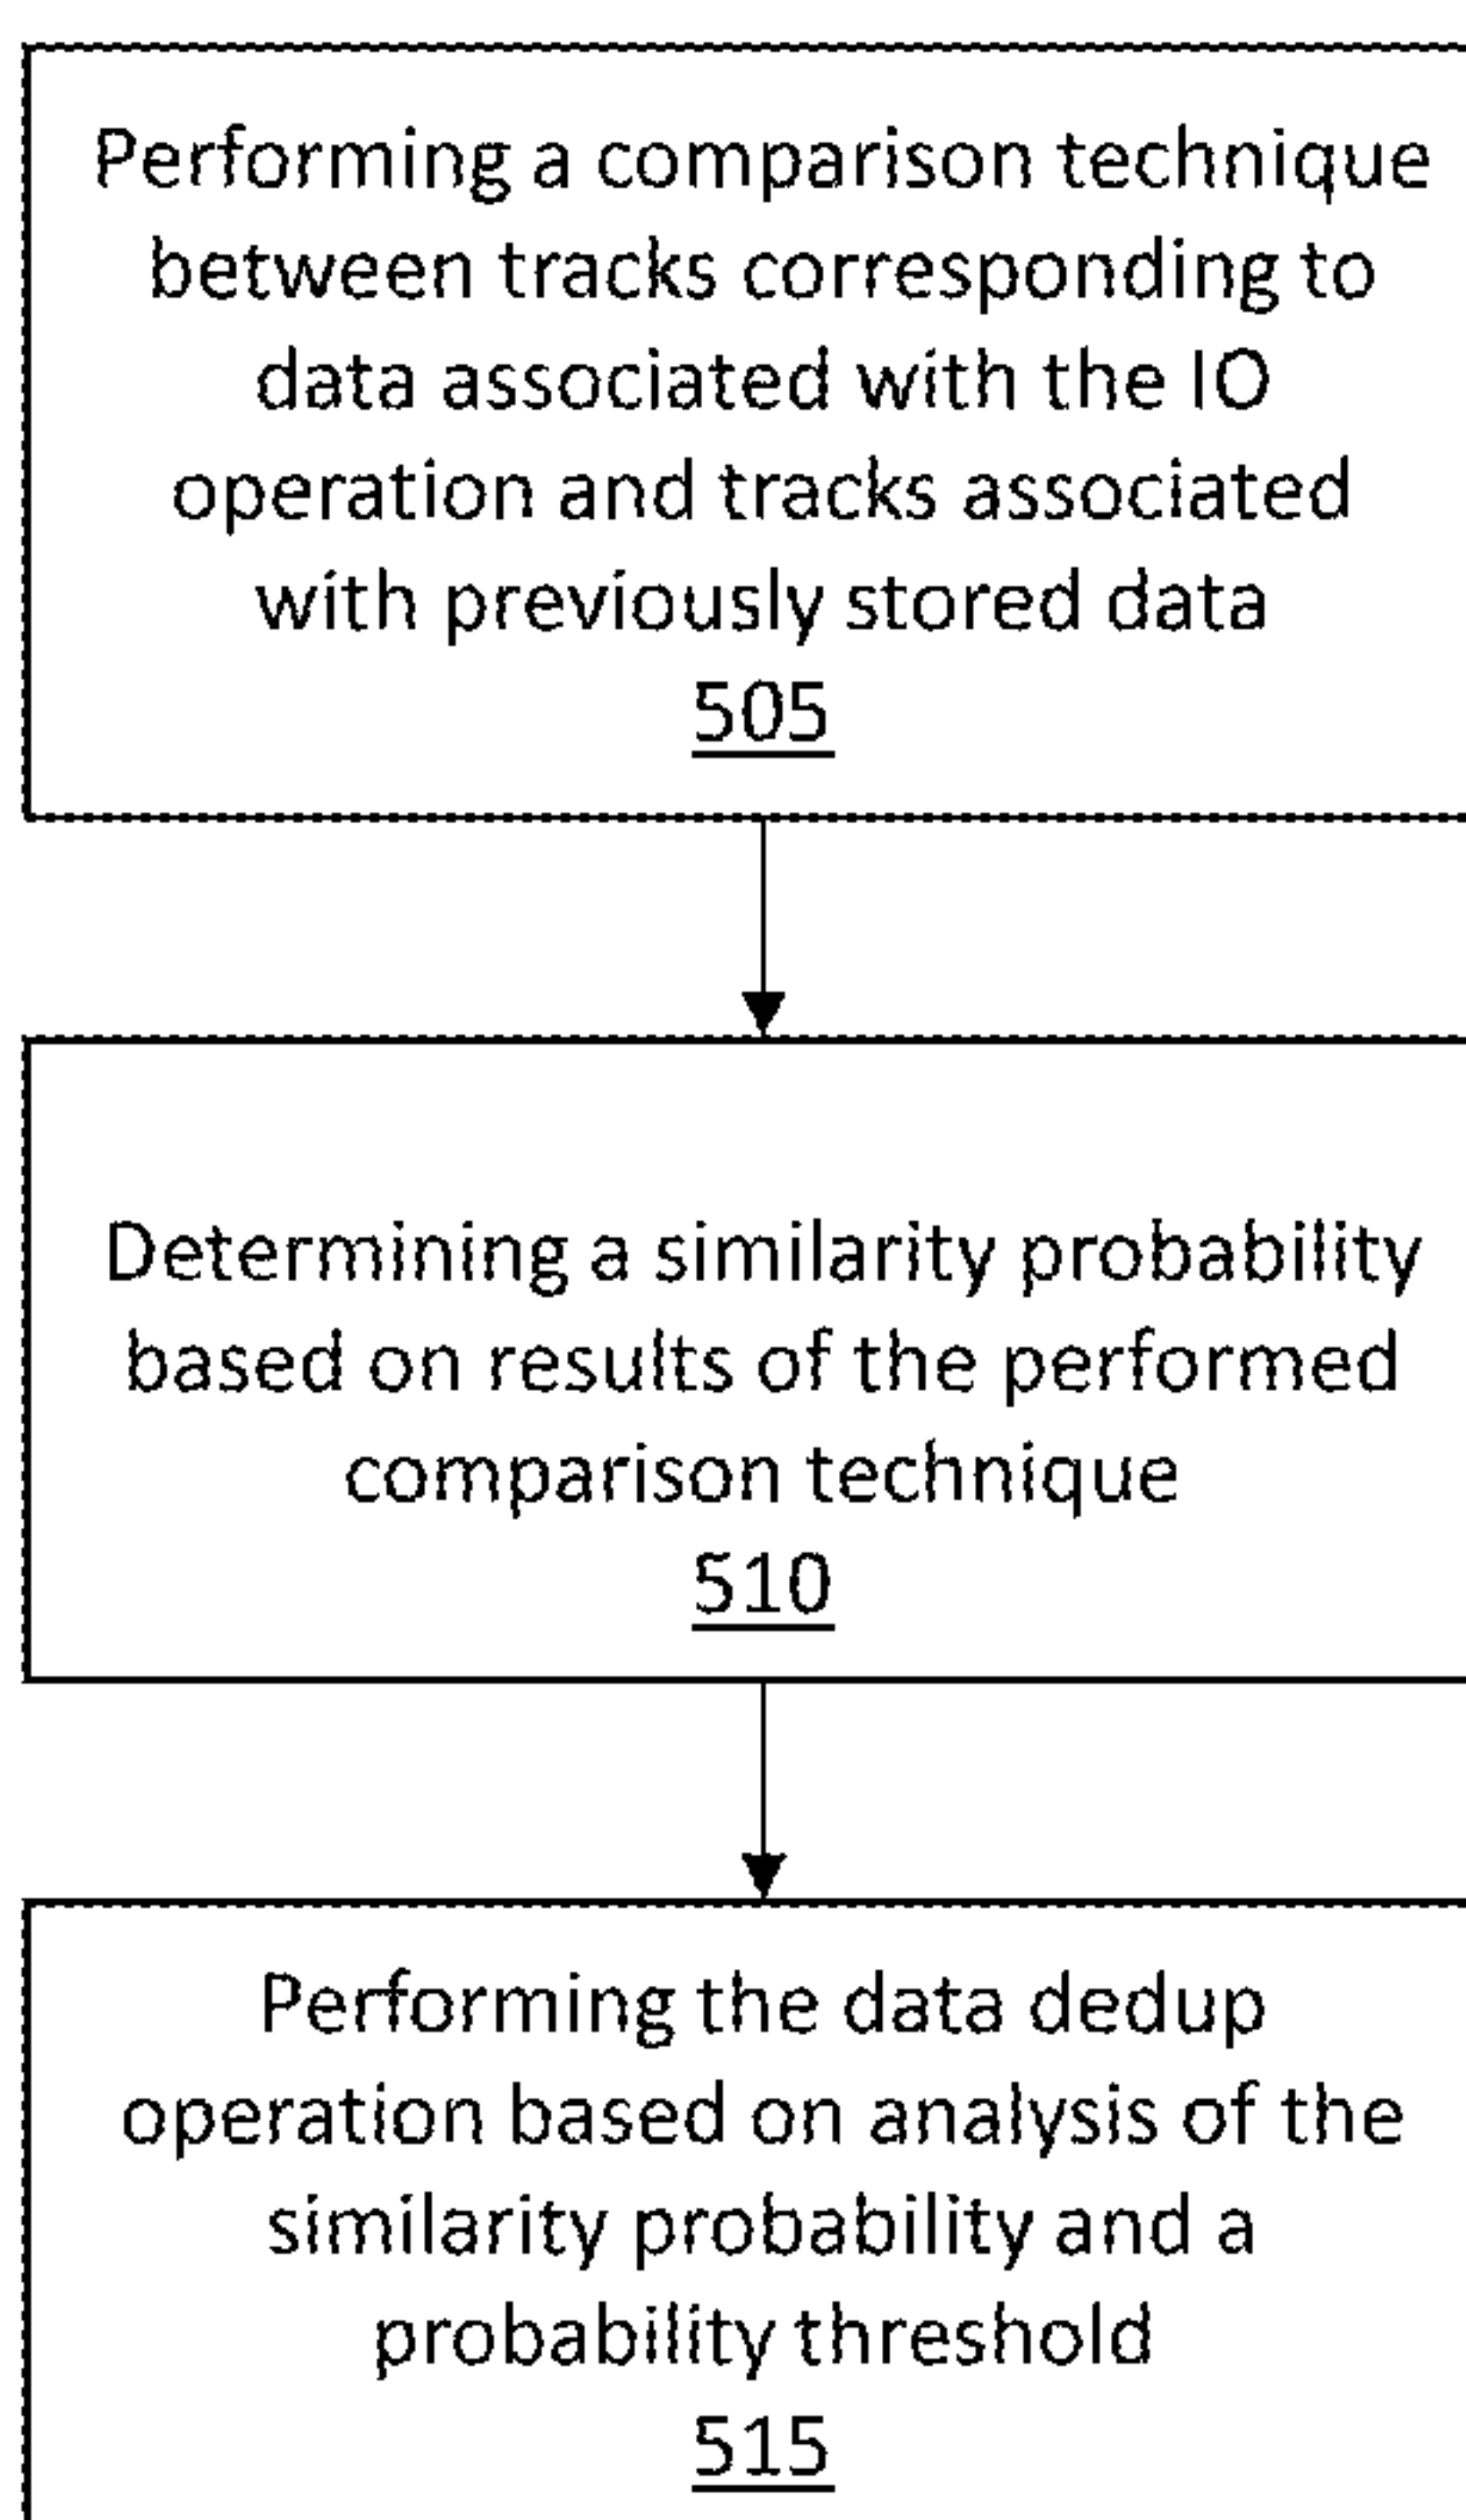 Performing a comparison technique
between tracks corresponding to
data associated with the IO
operation and tracks associated
with previously stored data
505
Determining a similarity probability
based on results of the performed
comparison technique
510
Performing the data dedup
operation based on analysis of the
similarity probability and a
probability threshold
515